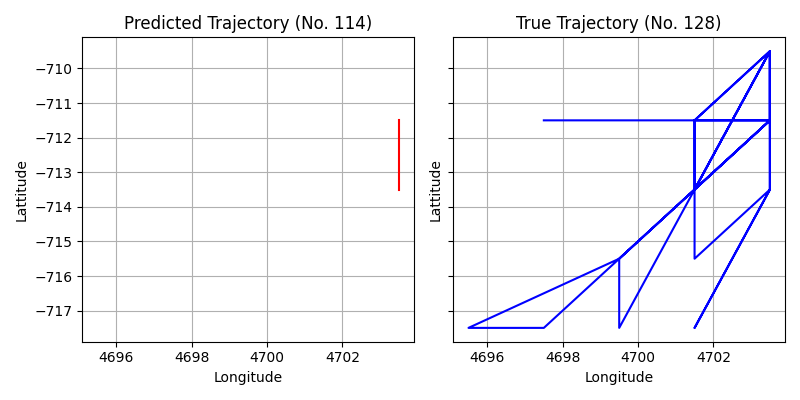 Predicted Trajectory (No. 114)
True Trajectory (No. 128)
−710
−711
−712
−713
−714
−715
−716
−717
Lattitude
Lattitude
4696
4698
4700
4702
4696
4698
4700
4702
Longitude
Longitude